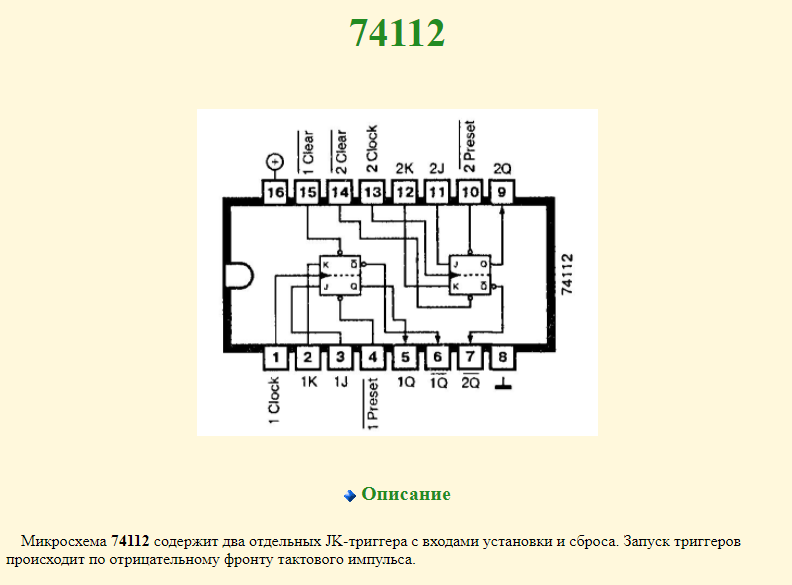 74112
1 Clear
2 Clear
2 Clock
2K
2J
2 Preset
2Q
16 15 14 13 12 11 10 9
K Q
J Q
J Q
K Q
74112
1 2 3 4 5 6 7 8
1 Clock
1K
1J
1 Preset
1Q
1Q
2Q
Описание
Микросхема 74112 содержит два отдельных JK-триггера с входами установки и сброса. Запуск триггеров
происходит по отрицательному фронту тактового импульса.